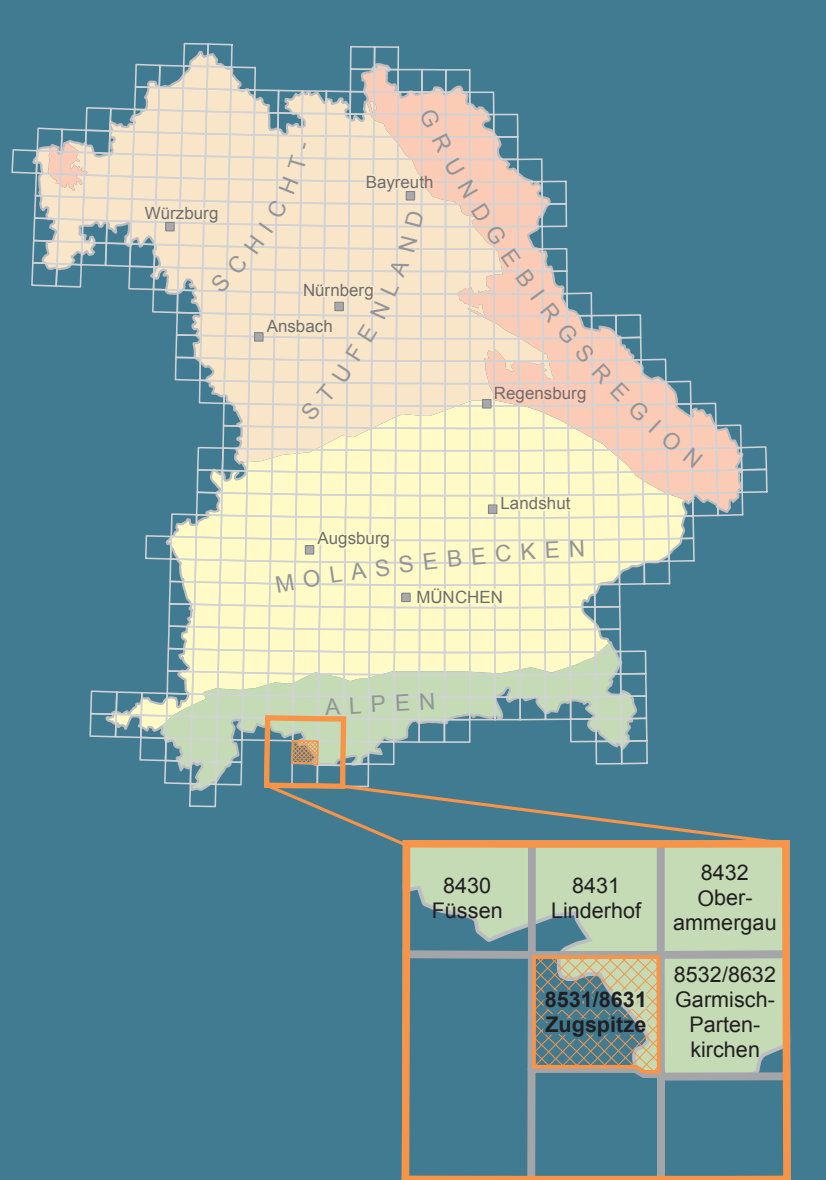 GRUNDGEBIRGSREGION
SCHICHT-
STUFENLAND
Bayreuth
Würzburg
Nürnberg
Ansbach
Regensburg
Landshut
Augsburg
MOLASSEBECKEN
MÜNCHEN
ALPEN
8430
Füssen
8431
Linderhof
8432
Ober-
ammergau
8531/8631
Zugspitze
8532/8632
Garmisch-
Parten-
kirchen